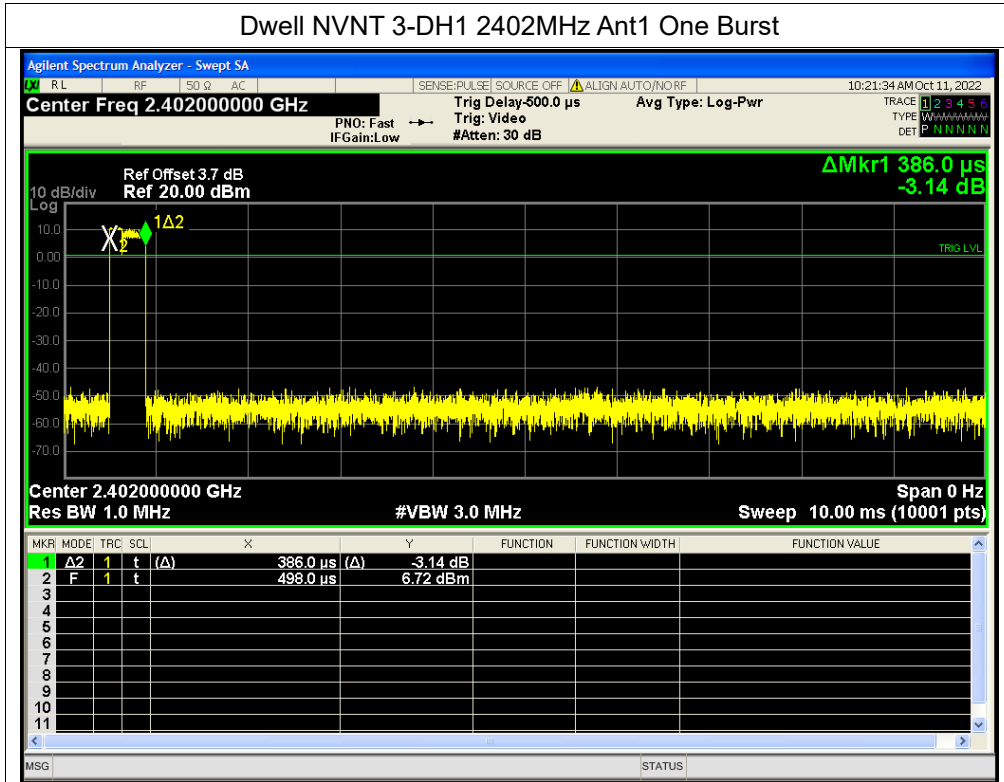 Dwell NVNT 3-DH1 2402MHz Ant1 One Burst
Agilent Spectrum Analyzer - Swept SA
LXI RL RF 50 Ω AC SENSE:PULSE SOURCE OFF ALIGN AUTO/NO RF 10:21:34 AM Oct 11, 2022
Center Freq 2.402000000 GHz Trig Delay-500.0 µs Avg Type: Log-Pwr TRACE 1 2 3 4 5 6
PNO: Fast Trig: Video TYPE WWWWWW
IFGain:Low #Atten: 30 dB DET P N N N N N
ΔMkr1 386.0 µs
-3.14 dB
Ref Offset 3.7 dB
10 dB/div Ref 20.00 dBm
Log
1Δ2
10.0
X2
TRIG LVL
0.00
-10.0
-20.0
-30.0
-40.0
-50.0
-60.0
-70.0
Center 2.402000000 GHz Span 0 Hz
Res BW 1.0 MHz #VBW 3.0 MHz Sweep 10.00 ms (10001 pts)
MKR MODE TRC SCL X Y FUNCTION FUNCTION WIDTH FUNCTION VALUE
1 Δ2 1 t (Δ) 386.0 µs (Δ) -3.14 dB
2 F 1 t 498.0 µs 6.72 dBm
3
4
5
6
7
8
9
10
11
MSG STATUS